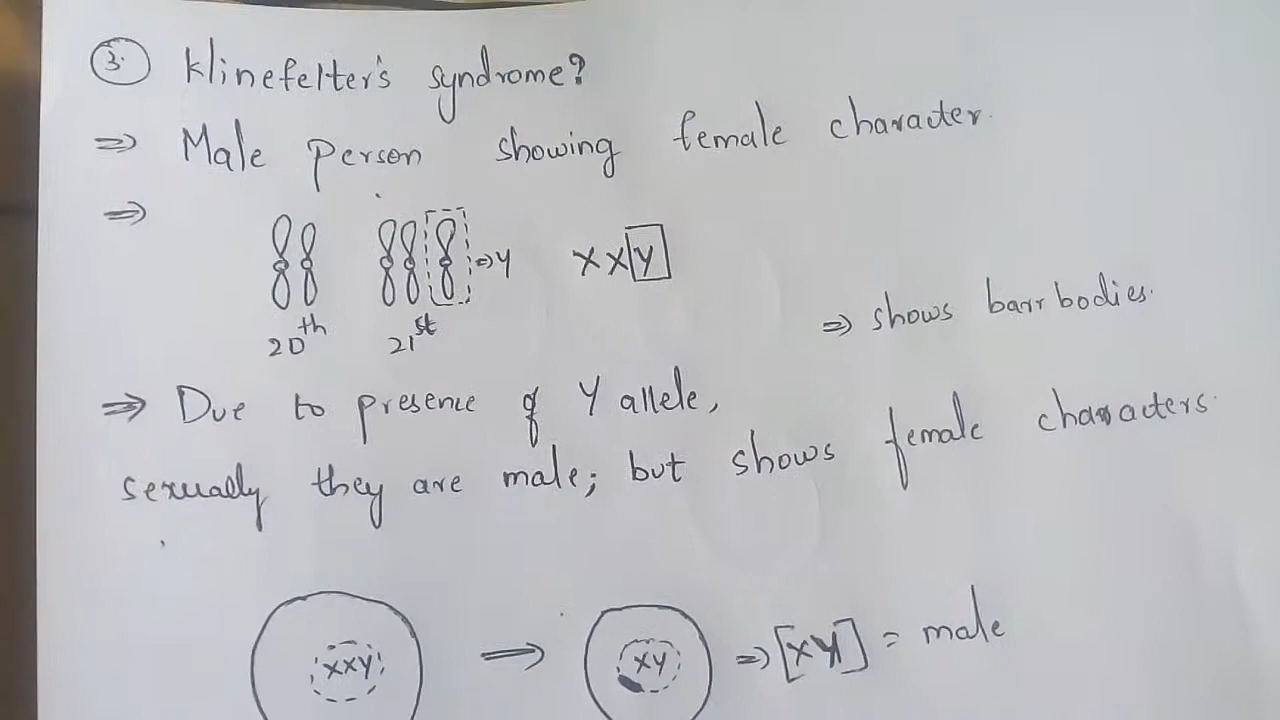 3. Klinefelter's syndrome?
⇒ Male Person showing female character.
⇒ ⇒ Y XX Y
20th 21st
⇒ shows barr bodies.
⇒ Due to presence of Y allele,
sexually they are male; but shows female characters.
XXY → XY ⇒ [XY] = male